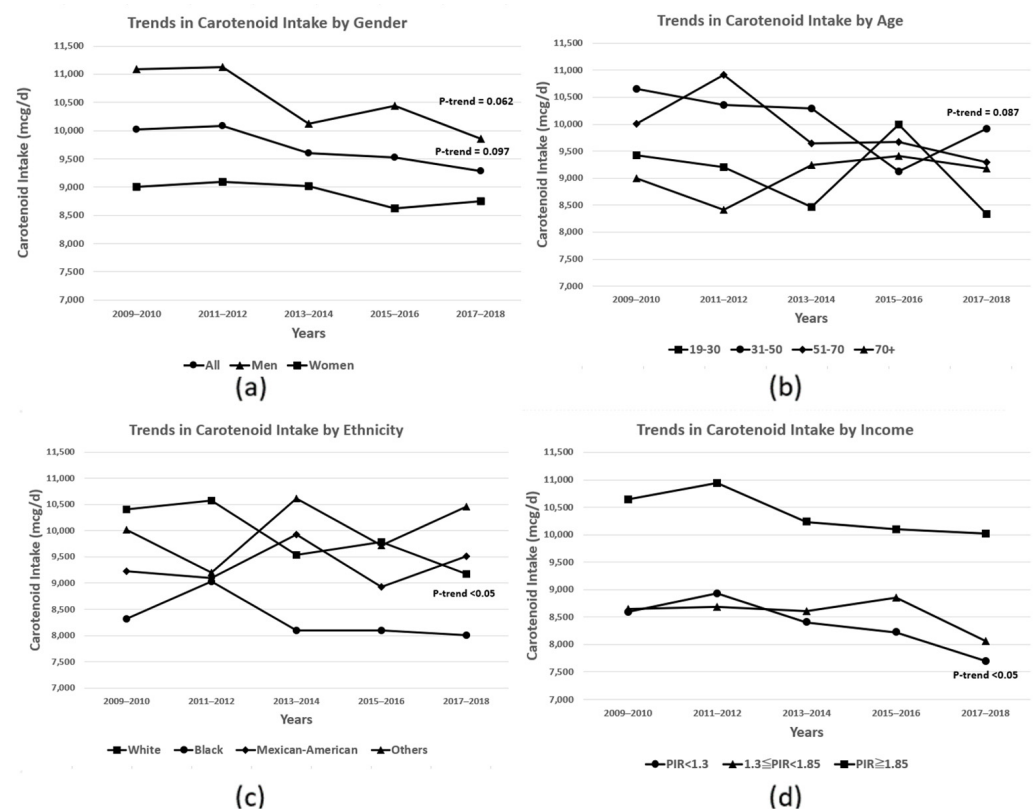 Trends in Carotenoid Intake by Gender
Carotenoid Intake (mcg/d)
11,500
11,000
10,500
10,000
9,500
9,000
8,500
8,000
7,500
7,000
P-trend = 0.062
P-trend = 0.097
2009–2010 2011–2012 2013–2014 2015–2016 2017–2018
Years
All Men Women
(a)
Trends in Carotenoid Intake by Age
Carotenoid Intake (mcg/d)
11,500
11,000
10,500
10,000
9,500
9,000
8,500
8,000
7,500
7,000
P-trend = 0.087
2009–2010 2011–2012 2013–2014 2015–2016 2017–2018
Years
19-30 31-50 51-70 70+
(b)
Trends in Carotenoid Intake by Ethnicity
Carotenoid Intake (mcg/d)
11,500
11,000
10,500
10,000
9,500
9,000
8,500
8,000
7,500
7,000
P-trend <0.05
2009–2010 2011–2012 2013–2014 2015–2016 2017–2018
Years
White Black Mexican-American Others
(c)
Trends in Carotenoid Intake by Income
Carotenoid Intake (mcg/d)
11,500
11,000
10,500
10,000
9,500
9,000
8,500
8,000
7,500
7,000
P-trend <0.05
2009–2010 2011–2012 2013–2014 2015–2016 2017–2018
Years
PIR<1.3 1.3≦PIR<1.85 PIR≧1.85
(d)